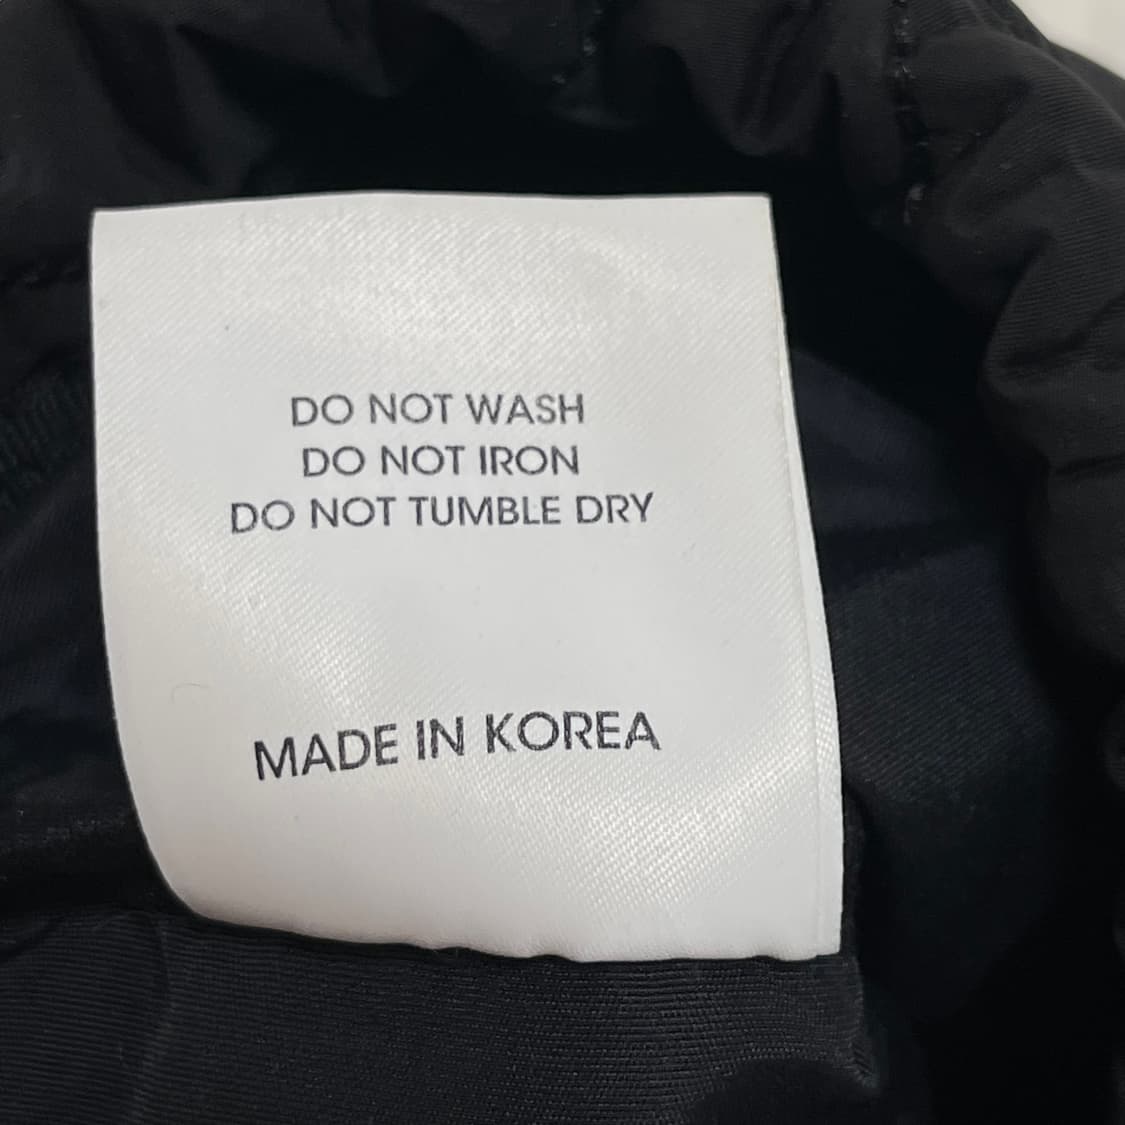 DO NOT WASH
DO NOT IRON
DO NOT TUMBLE DRY
MADE IN KOREA